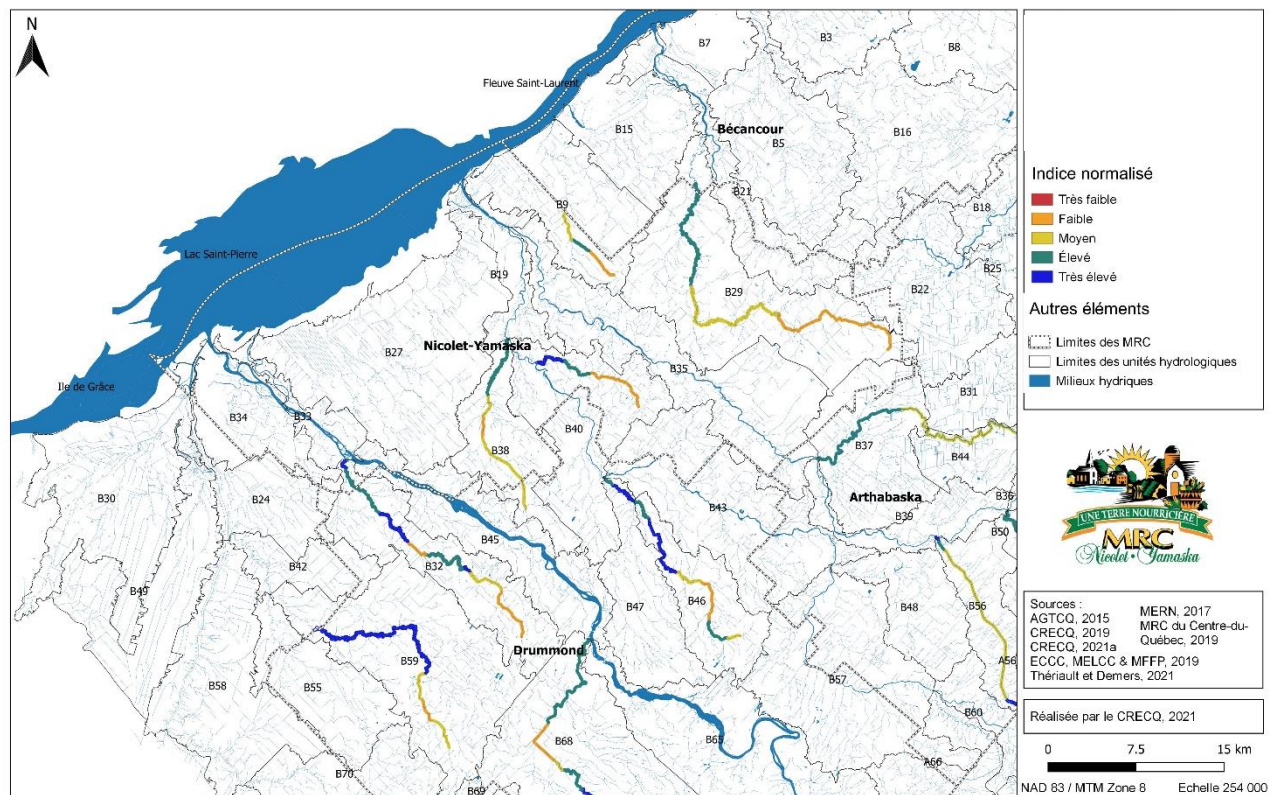 N
B7
B3
B8
Fleuve Saint-Laurent
B15
Bécancour
B5
B16
B21
B18
B9
Lac Saint-Pierre
B19
B25
B22
B29
Nicolet-Yamaska
B27
B35
Ile de Grâce
B31
B34
B33
B40
B38
B37
B44
B30
B24
Arthabaska
B43
B39
B36
B50
B45
B42
B32
B49
B47
B46
B48
B56
Drummond
B59
A56
B58
B55
B57
B60
B68
B65
A66
B70
B69
Indice normalisé
Très faible
Faible
Moyen
Élevé
Très élevé
Autres éléments
Limites des MRC
Limites des unités hydrologiques
Milieux hydriques
UNE TERRE NOURRICIÈRE
MRC
Nicolet-Yamaska
Sources :
AGTCQ, 2015
CRECQ, 2019
CRECQ, 2021a
ECCC, MELCC & MFFP, 2019
Thériault et Demers, 2021
MERN, 2017
MRC du Centre-du-
Québec, 2019
Réalisée par le CRECQ, 2021
0 7.5 15 km
NAD 83 / MTM Zone 8 Echelle 254 000